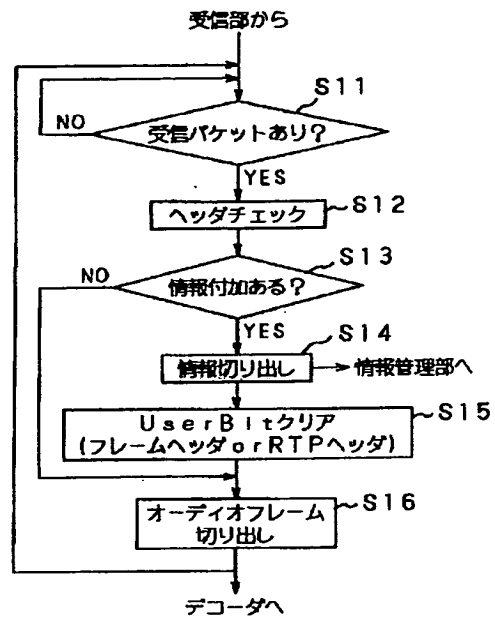 受信部から
S11
受信パケットあり?
NO
YES
ヘッダチェック
S12
S13
情報付加ある?
NO
YES
S14
情報切り出し
情報管理部へ
S15
UserBitクリア
(フレームヘッダorRTPヘッダ)
S16
オーディオフレーム
切り出し
デコーダへ